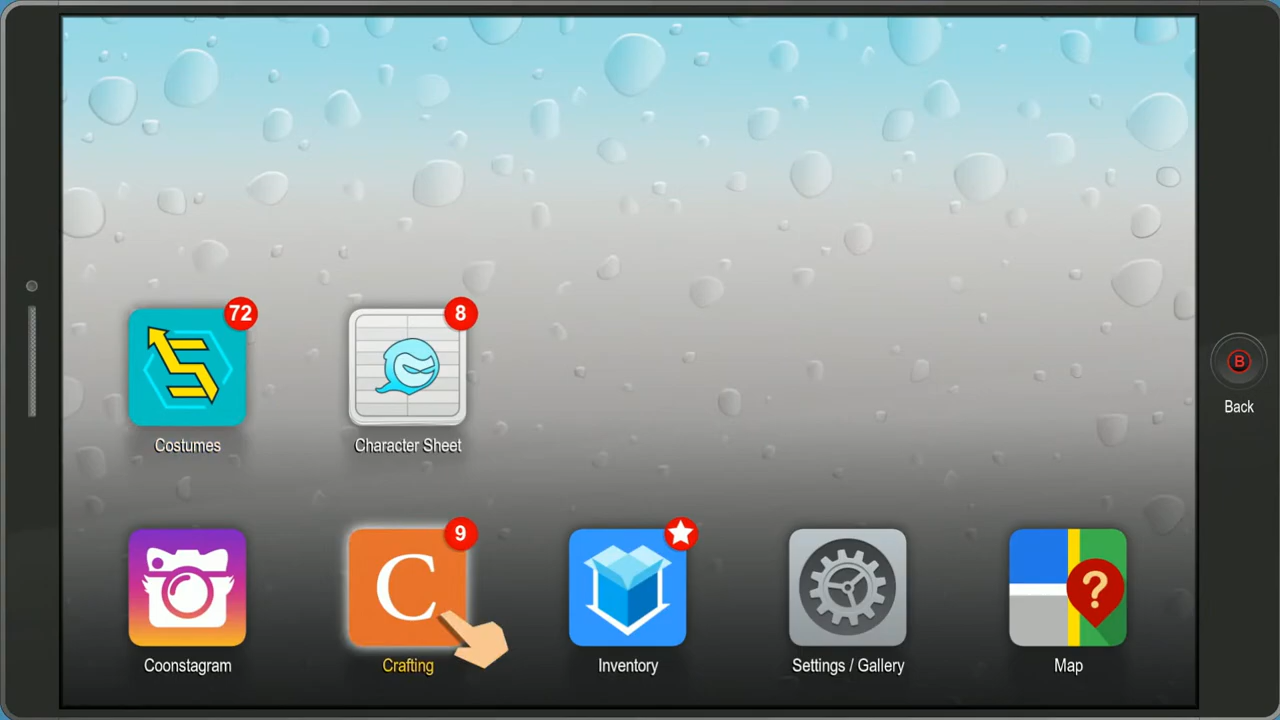 72
8
Costumes
Character Sheet
9
C
?
Coonstagram
Crafting
Inventory
Settings / Gallery
Map
B
Back